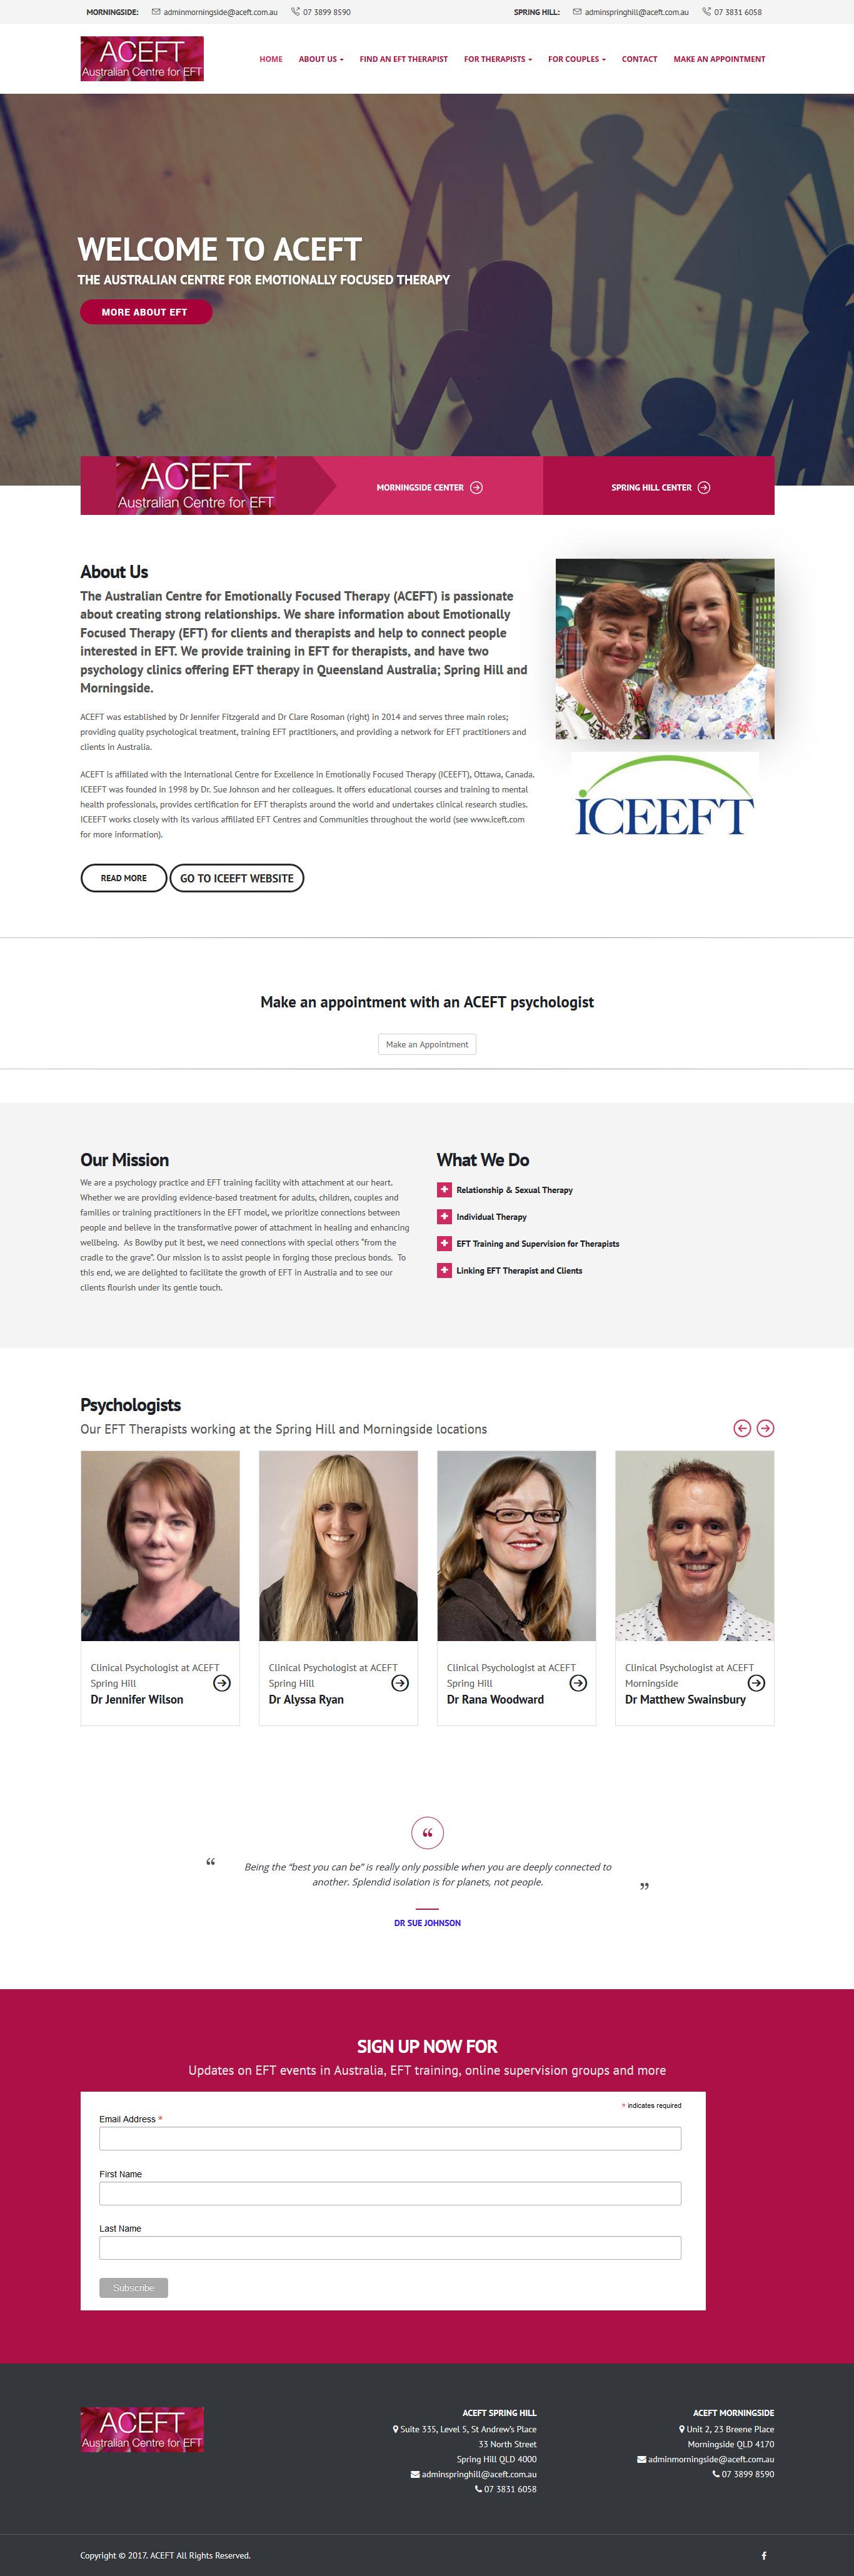 MORNINGSIDE: adminmorningside@aceft.com.au 07 3899 8590 SPRING HILL: adminspringhill@aceft.com.au 07 3831 6058
ACEFT
Australian Centre for EFT
HOME ABOUT US FIND AN EFT THERAPIST FOR THERAPISTS FOR COUPLES CONTACT MAKE AN APPOINTMENT
WELCOME TO ACEFT
THE AUSTRALIAN CENTRE FOR EMOTIONALLY FOCUSED THERAPY
MORE ABOUT EFT
ACEFT
Australian Centre for EFT
MORNINGSIDE CENTER
SPRING HILL CENTER
About Us
The Australian Centre for Emotionally Focused Therapy (ACEFT) is passionate
about creating strong relationships. We share information about Emotionally
Focused Therapy (EFT) for clients and therapists and help to connect people
interested in EFT. We provide training in EFT for therapists, and have two
psychology clinics offering EFT therapy in Queensland Australia; Spring Hill and
Morningside.
ACEFT was established by Dr Jennifer FItzgerald and Dr Clare Rosoman (right) in 2014 and serves three main roles;
providing quality psychological treatment, training EFT practitioners, and providing a network for EFT practitioners and
clients in Australia.
ACEFT is affiliated with the International Centre for Excellence in Emotionally Focused Therapy (ICEEFT), Ottawa, Canada.
ICEEFT was founded in 1998 by Dr. Sue Johnson and her colleagues. It offers educational courses and training to mental
health professionals, provides certification for EFT therapists around the world and undertakes clinical research studies.
ICEEFT works closely with its various affiliated EFT Centres and Communities throughout the world (see www.iceft.com
for more information).
ICEEFT
READ MORE
GO TO ICEEFT WEBSITE
Make an appointment with an ACEFT psychologist
Make an Appointment
Our Mission
We are a psychology practice and EFT training facility with attachment at our heart.
Whether we are providing evidence-based treatment for adults, children, couples and
families or training practitioners in the EFT model, we prioritize connections between
people and believe in the transformative power of attachment in healing and enhancing
wellbeing. As Bowlby put it best, we need connections with special others “from the
cradle to the grave”. Our mission is to assist people in forging those precious bonds. To
this end, we are delighted to facilitate the growth of EFT in Australia and to see our
clients flourish under its gentle touch.
What We Do
Relationship & Sexual Therapy
Individual Therapy
EFT Training and Supervision for Therapists
Linking EFT Therapist and Clients
Psychologists
Our EFT Therapists working at the Spring Hill and Morningside locations
Clinical Psychologist at ACEFT
Spring Hill
Dr Jennifer Wilson
Clinical Psychologist at ACEFT
Spring Hill
Dr Alyssa Ryan
Clinical Psychologist at ACEFT
Spring Hill
Dr Rana Woodward
Clinical Psychologist at ACEFT
Morningside
Dr Matthew Swainsbury
“
“ Being the “best you can be” is really only possible when you are deeply connected to
another. Splendid isolation is for planets, not people. ”
DR SUE JOHNSON
SIGN UP NOW FOR
Updates on EFT events in Australia, EFT training, online supervision groups and more
* indicates required
Email Address *
First Name
Last Name
Subscribe
ACEFT
Australian Centre for EFT
ACEFT SPRING HILL
Suite 335, Level 5, St Andrew’s Place
33 North Street
Spring Hill QLD 4000
adminspringhill@aceft.com.au
07 3831 6058
ACEFT MORNINGSIDE
Unit 2, 23 Breene Place
Morningside QLD 4170
adminmorningside@aceft.com.au
07 3899 8590
Copyright © 2017. ACEFT All Rights Reserved.